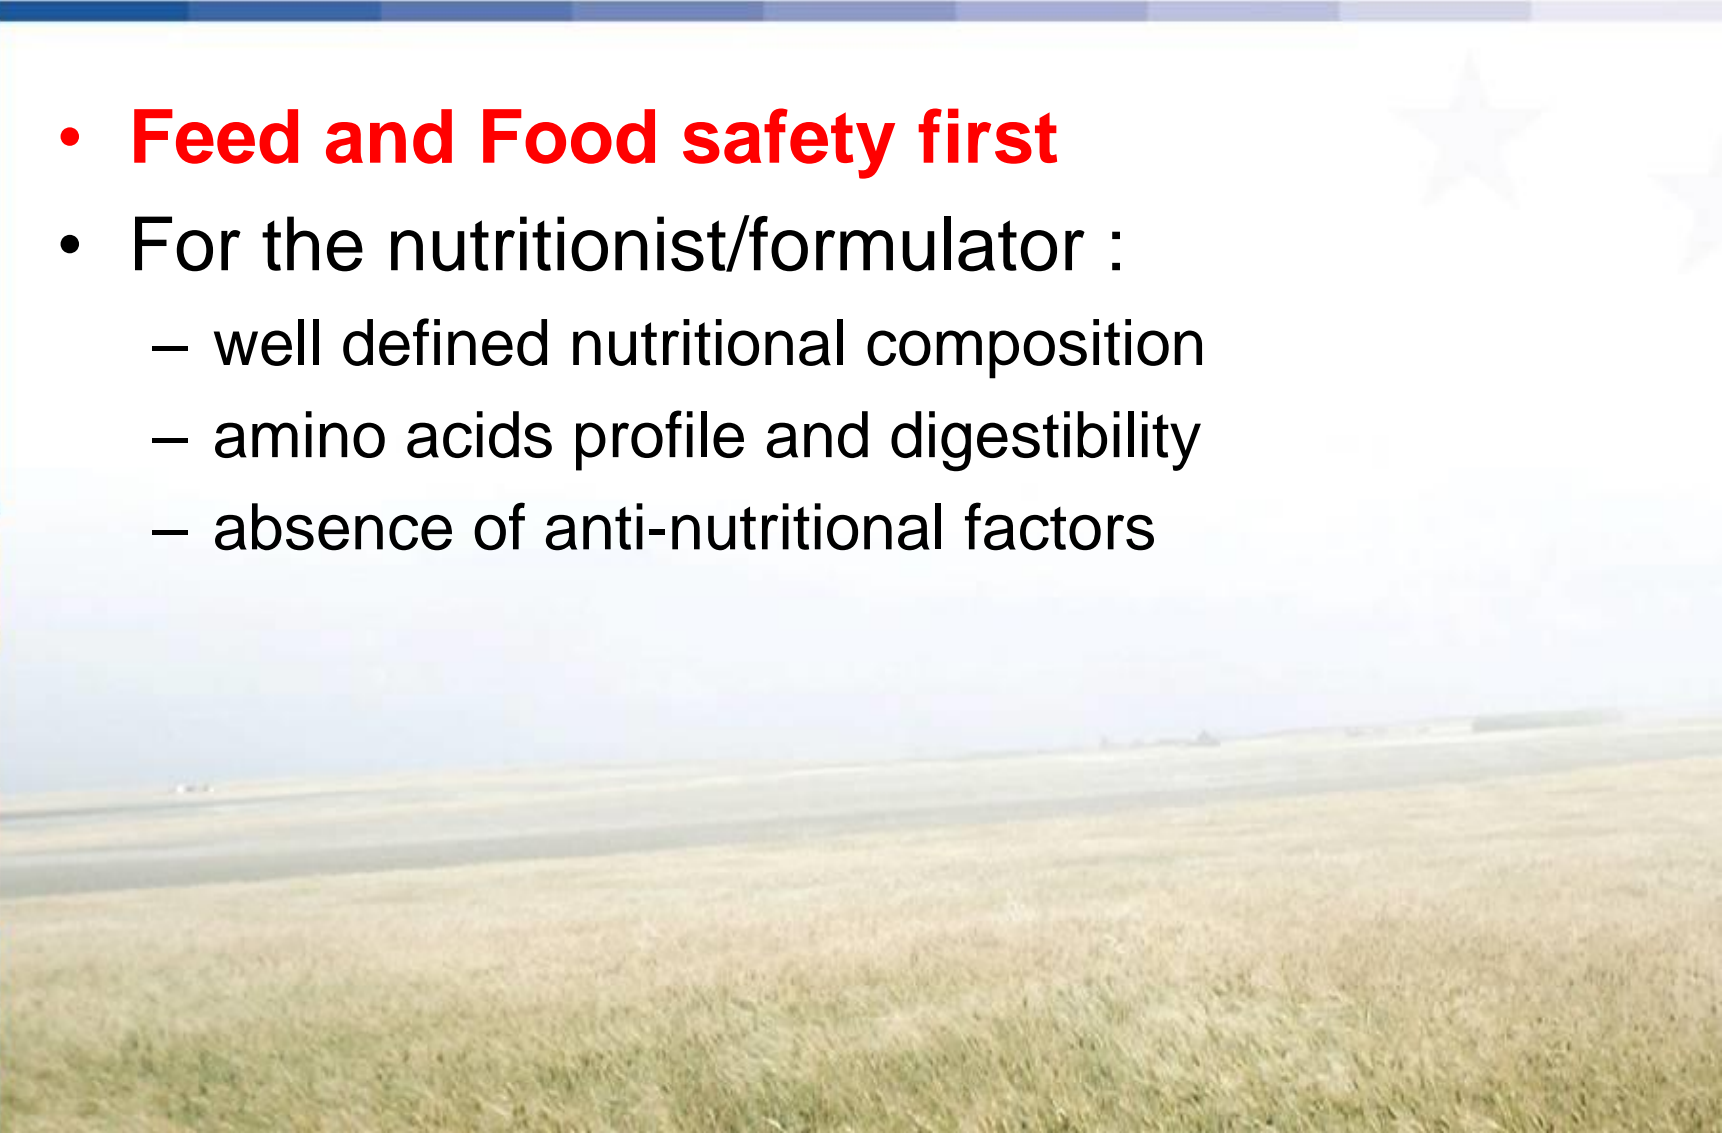 • Feed and Food safety first
• For the nutritionist/formulator :
– well defined nutritional composition
– amino acids profile and digestibility
– absence of anti-nutritional factors